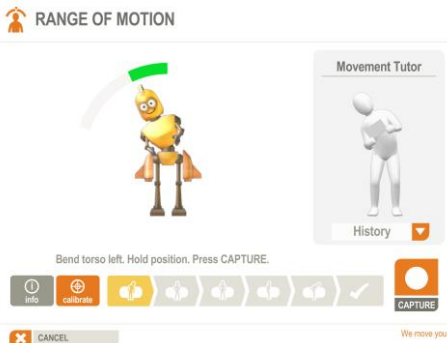 RANGE OF MOTION
Movement Tutor
History
Bend torso left. Hold position. Press CAPTURE.
info
calibrate
CAPTURE
CANCEL
We move you